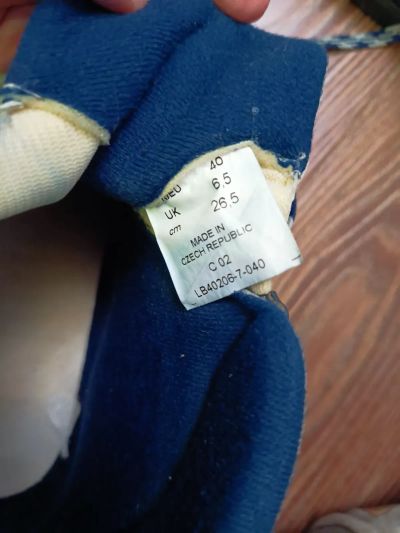 EU 40
UK 6,5
cm 26,5
MADE IN
CZECH REPUBLIC
C 02
LB40206-7-040